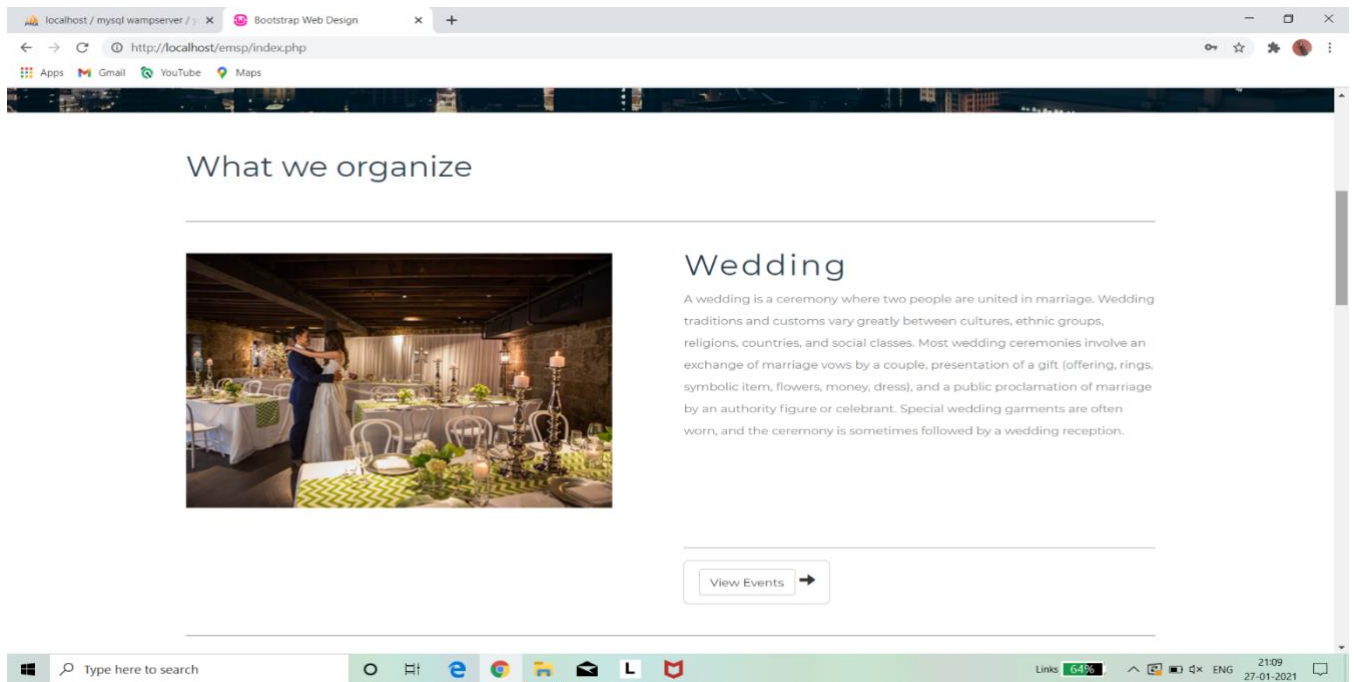 localhost / mysql wampserver /
Bootstrap Web Design
http://localhost/emsp/index.php
Apps
Gmail
YouTube
Maps
What we organize
Wedding
A wedding is a ceremony where two people are united in marriage. Wedding
traditions and customs vary greatly between cultures, ethnic groups,
religions, countries, and social classes. Most wedding ceremonies involve an
exchange of marriage vows by a couple, presentation of a gift (offering, rings,
symbolic item, flowers, money, dress), and a public proclamation of marriage
by an authority figure or celebrant. Special wedding garments are often
worn, and the ceremony is sometimes followed by a wedding reception.
View Events
Type here to search
L
Links 64%
ENG
21:09
27-01-2021